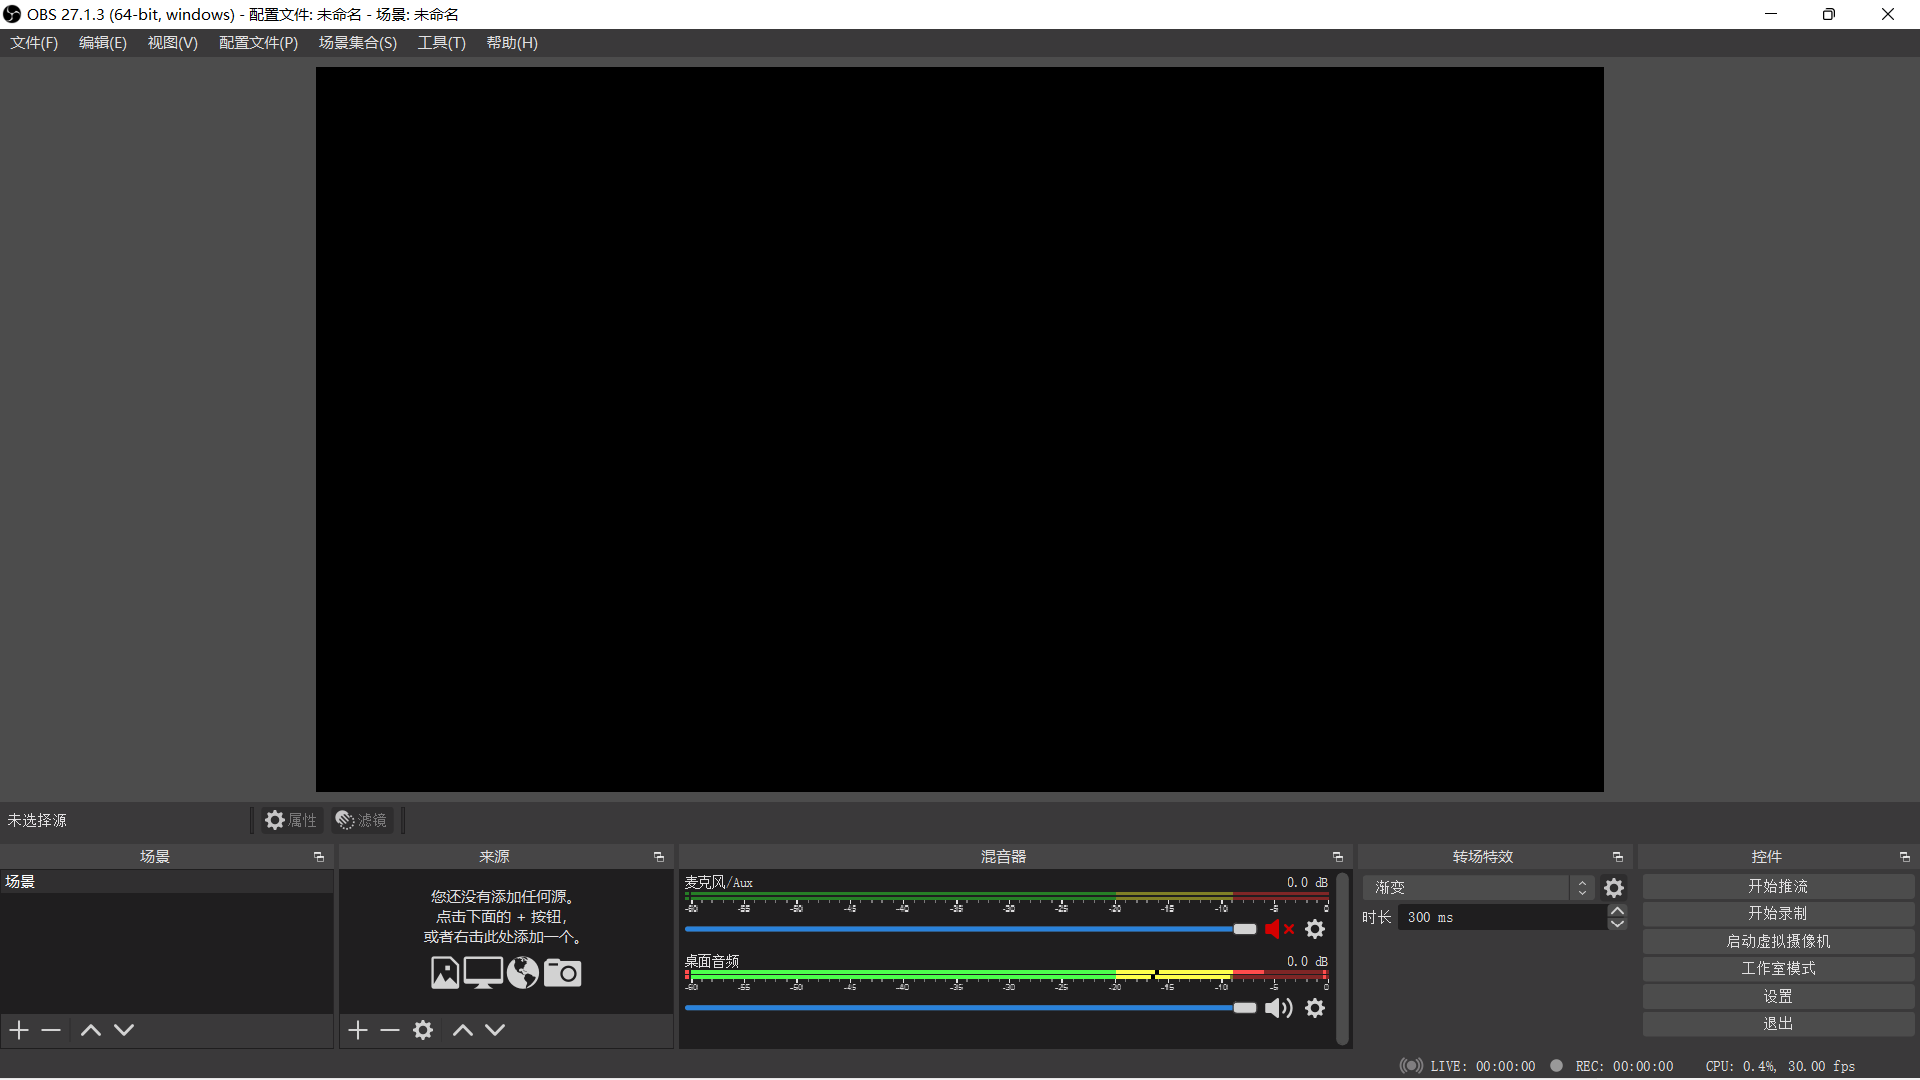 OBS 27.1.3 (64-bit, windows) - 配置文件: 未命名 - 场景: 未命名
文件(F) 编辑(E) 视图(V) 配置文件(P) 场景集合(S) 工具(T) 帮助(H)
未选择源 属性 滤镜
场景 来源 混音器 转场特效 控件
场景
您还没有添加任何源。
点击下面的 + 按钮，
或者右击此处添加一个。
麦克风/Aux 0.0 dB
-60 -55 -50 -45 -40 -35 -30 -25 -20 -15 -10 -5 0
桌面音频 0.0 dB
-60 -55 -50 -45 -40 -35 -30 -25 -20 -15 -10 -5 0
渐变
时长 300 ms
开始推流
开始录制
启动虚拟摄像机
工作室模式
设置
退出
LIVE: 00:00:00 REC: 00:00:00 CPU: 0.4%, 30.00 fps